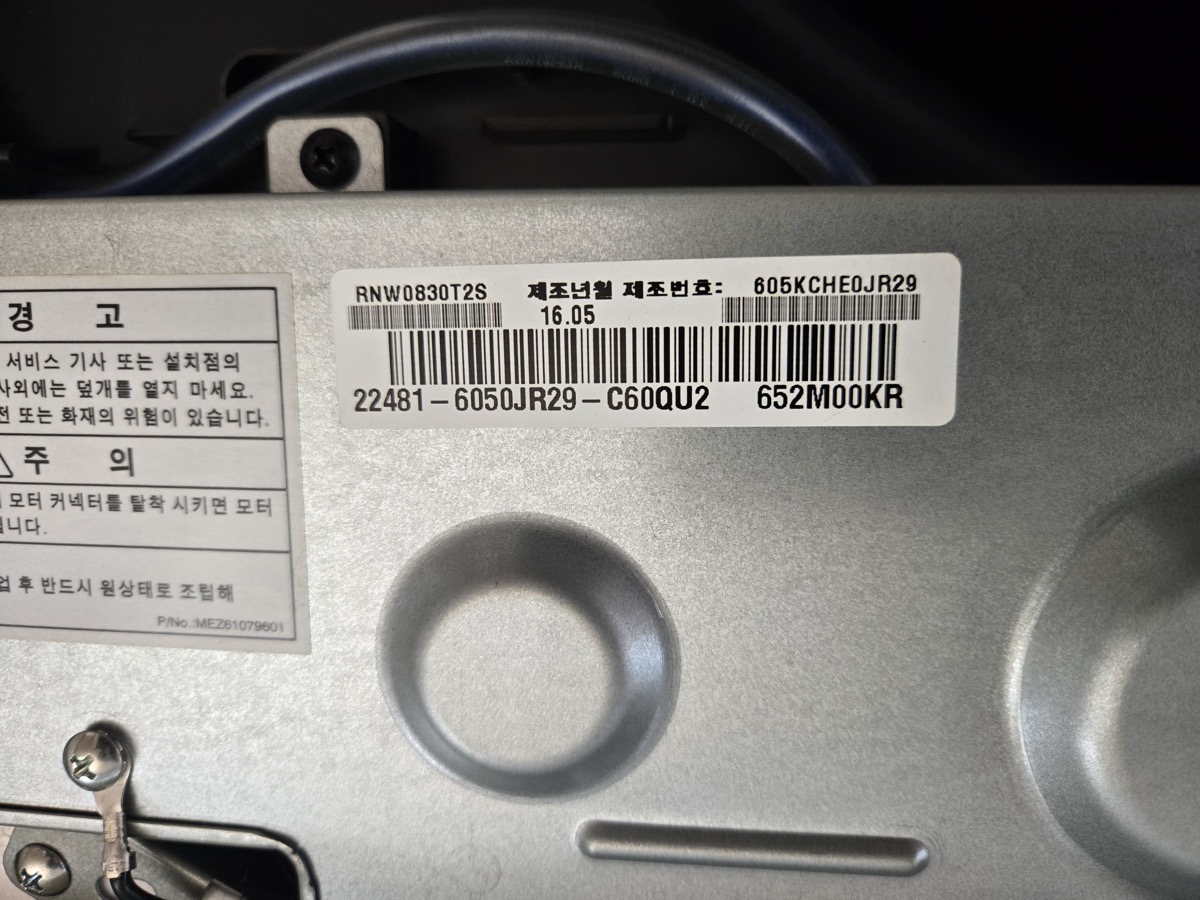 RNW0830T2S 제조년월 제조번호: 605KCHE0JR29
16.05
22481-6050JR29-C60QU2 652M00KR
경 고
서비스 기사 또는 설치점의
사외에는 덮개를 열지 마세요.
전 또는 화재의 위험이 있습니다.
주 의
모터 커넥터를 탈착 시키면 모터
됩니다.
업 후 반드시 원상태로 조립해
P/No.:MEZ61079601